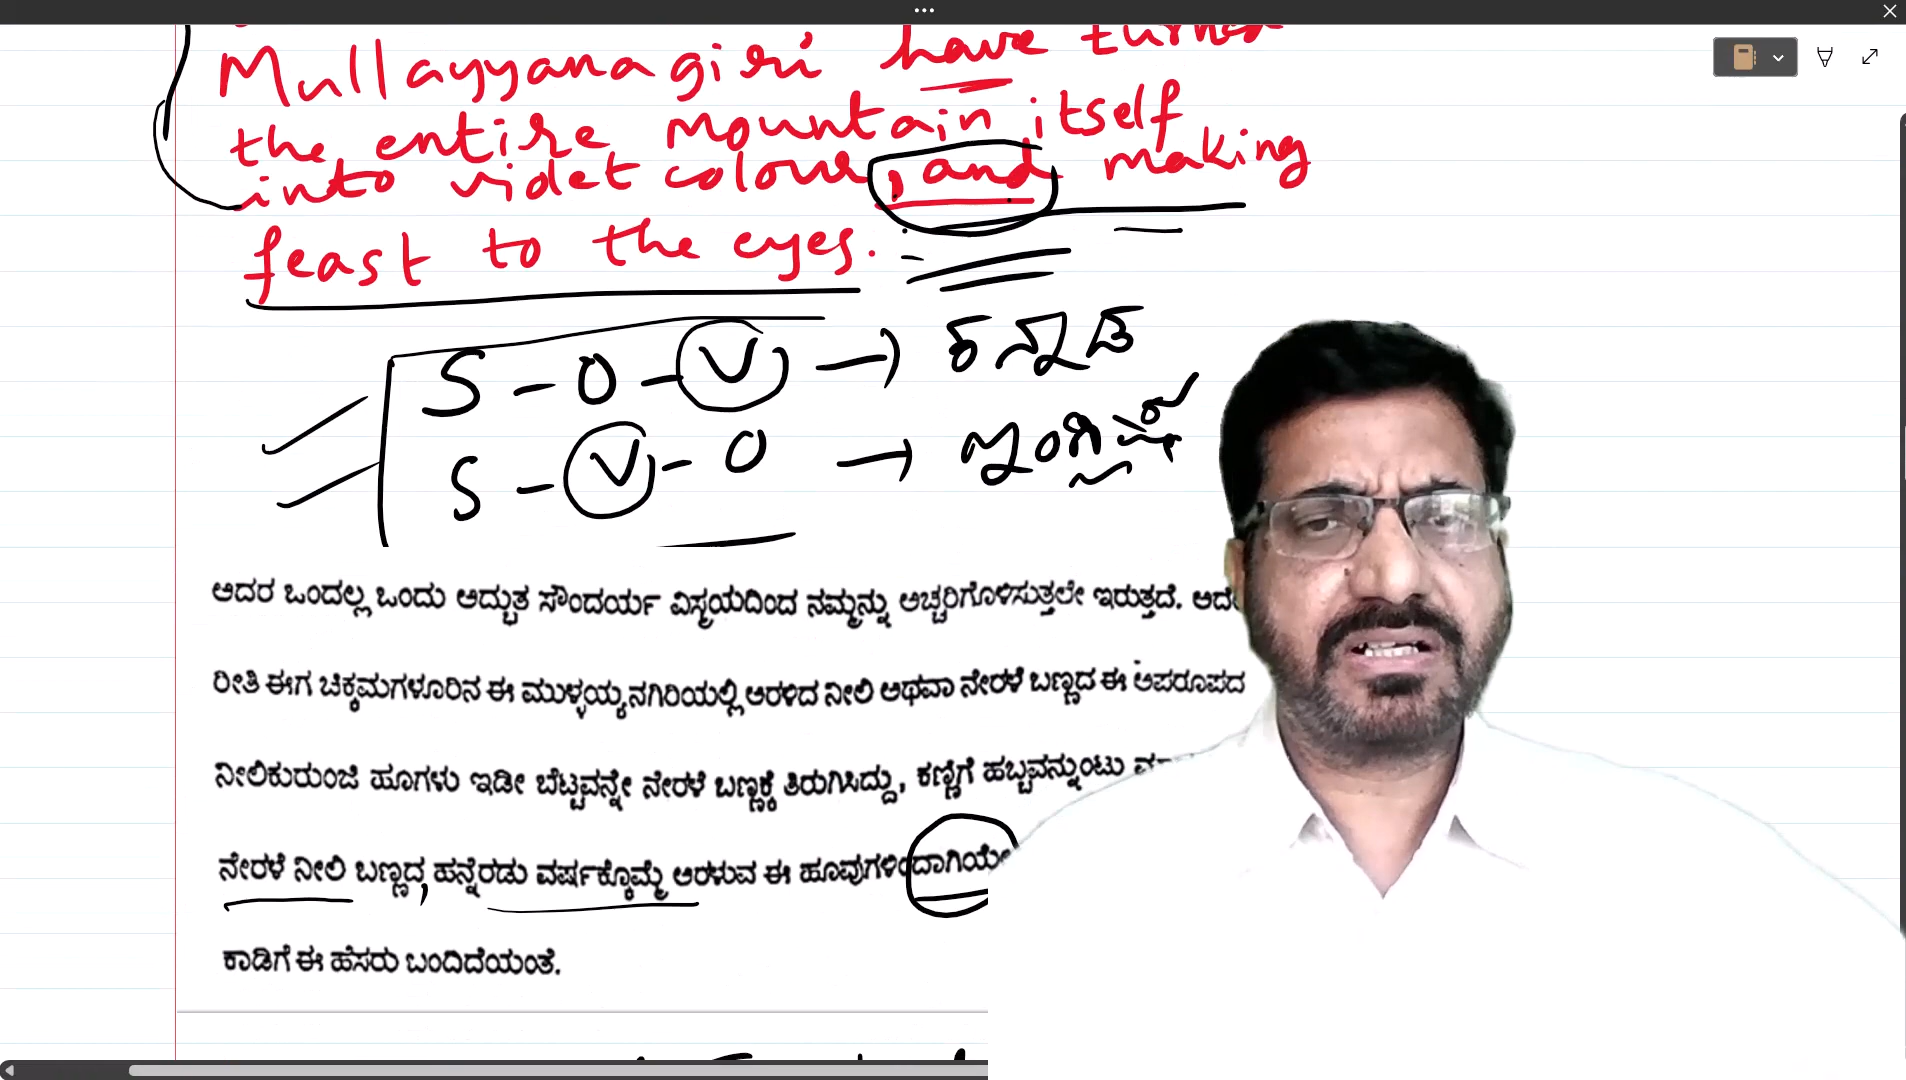 Mullayyanagiri have turned
the entire mountain itself
into violet colour, and making
feast to the eyes.
S - O - V → ಕನ್ನಡ
S - V - O →
ಅದರ ಒಂದಲ್ಲ ಒಂದು ಅದ್ಭುತ ಸೌಂದರ್ಯ ವಿಸ್ಮಯದಿಂದ ನಮ್ಮನ್ನು ಅಚ್ಚರಿಗೊಳಿಸುತ್ತಲೇ ಇರುತ್ತದೆ.
ರೀತಿ ಈಗ ಚಿಕ್ಕಮಗಳೂರಿನ ಈ ಮುಳ್ಳಯ್ಯನಗಿರಿಯಲ್ಲಿ ಅರಳಿದ ನೀಲಿ ಅಥವಾ ನೇರಳೆ ಬಣ್ಣದ ಈ ಅಪರೂಪದ
ನೀಲಿಕುರುಂಜಿ ಹೂಗಳು ಇಡೀ ಬೆಟ್ಟವನ್ನೇ ನೇರಳೆ ಬಣ್ಣಕ್ಕೆ ತಿರುಗಿಸಿದ್ದು, ಕಣ್ಣಿಗೆ ಹಬ್ಬವನ್ನುಂಟು
ನೇರಳೆ ನೀಲಿ ಬಣ್ಣದ, ಹನ್ನೆರಡು ವರ್ಷಕ್ಕೊಮ್ಮೆ ಅರಳುವ ಈ ಹೂವುಗಳಿಂದಾಗಿಯೇ
ಕಾಡಿಗೆ ಈ ಹೆಸರು ಬಂದಿದೆಯಂತೆ.